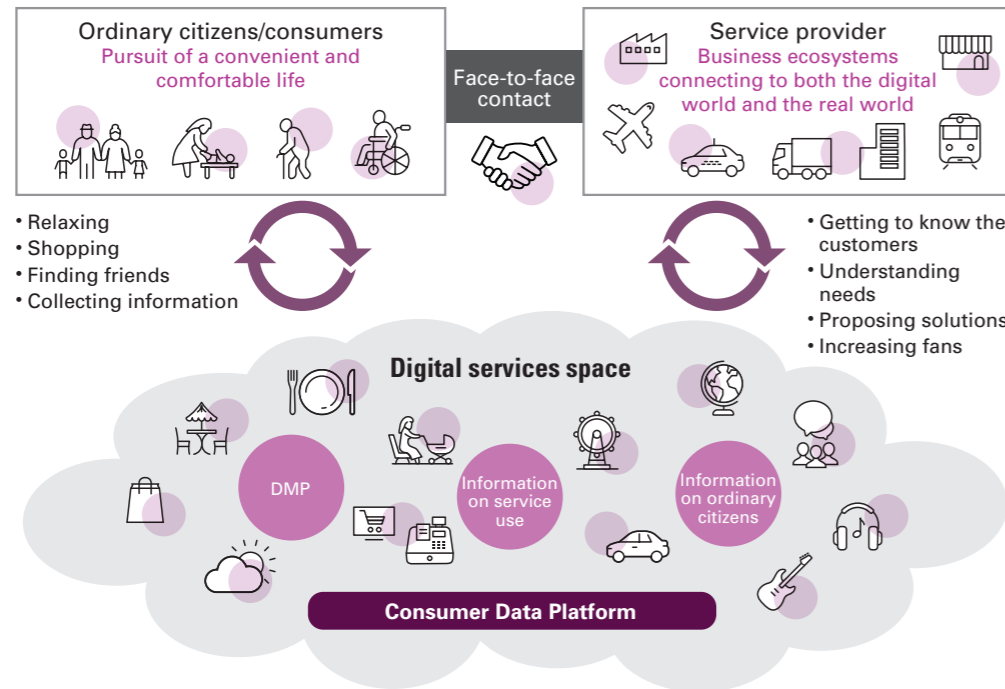 Ordinary citizens/consumers
Pursuit of a convenient and
comfortable life
Face-to-face
contact
Service provider
Business ecosystems
connecting to both the digital
world and the real world
• Relaxing
• Shopping
• Finding friends
• Collecting information
• Getting to know the
customers
• Understanding
needs
• Proposing solutions
• Increasing fans
Digital services space
DMP
Information
on service
use
Information
on ordinary
citizens
Consumer Data Platform